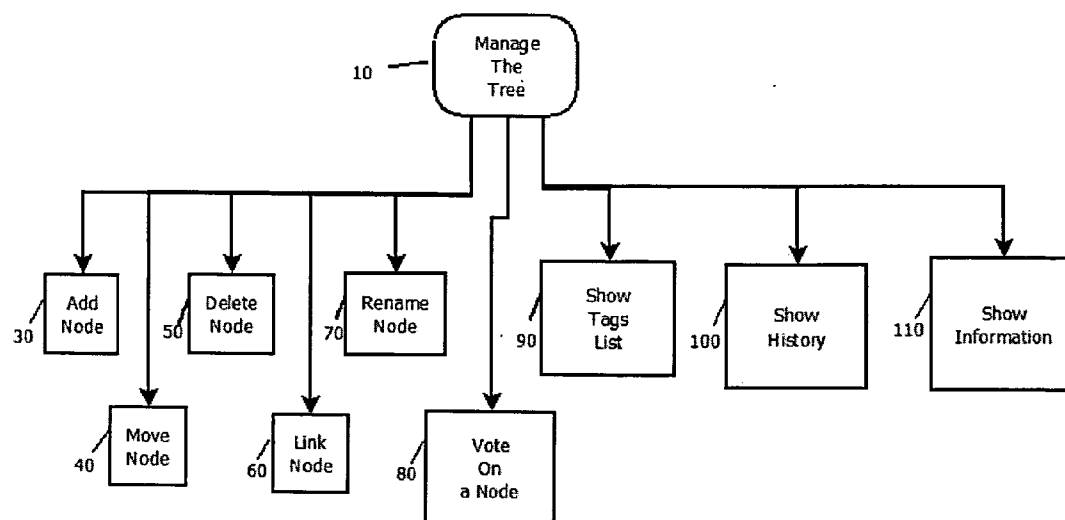 Manage
The
Tree
10
Add
Node
30
Delete
Node
50
Rename
Node
70
Show
Tags
List
90
Show
History
100
Show
Information
110
Move
Node
40
Link
Node
60
Vote
On
a Node
80